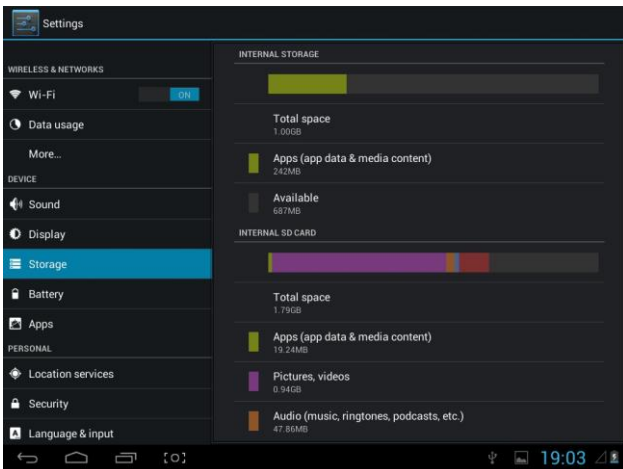 Settings
WIRELESS & NETWORKS
Wi-Fi
ON
Data usage
More...
DEVICE
Sound
Display
Storage
Battery
Apps
PERSONAL
Location services
Security
Language & input
INTERNAL STORAGE
Total space
1.00GB
Apps (app data & media content)
242MB
Available
687MB
INTERNAL SD CARD
Total space
1.79GB
Apps (app data & media content)
19.24MB
Pictures, videos
0.94GB
Audio (music, ringtones, podcasts, etc.)
47.86MB
19:03